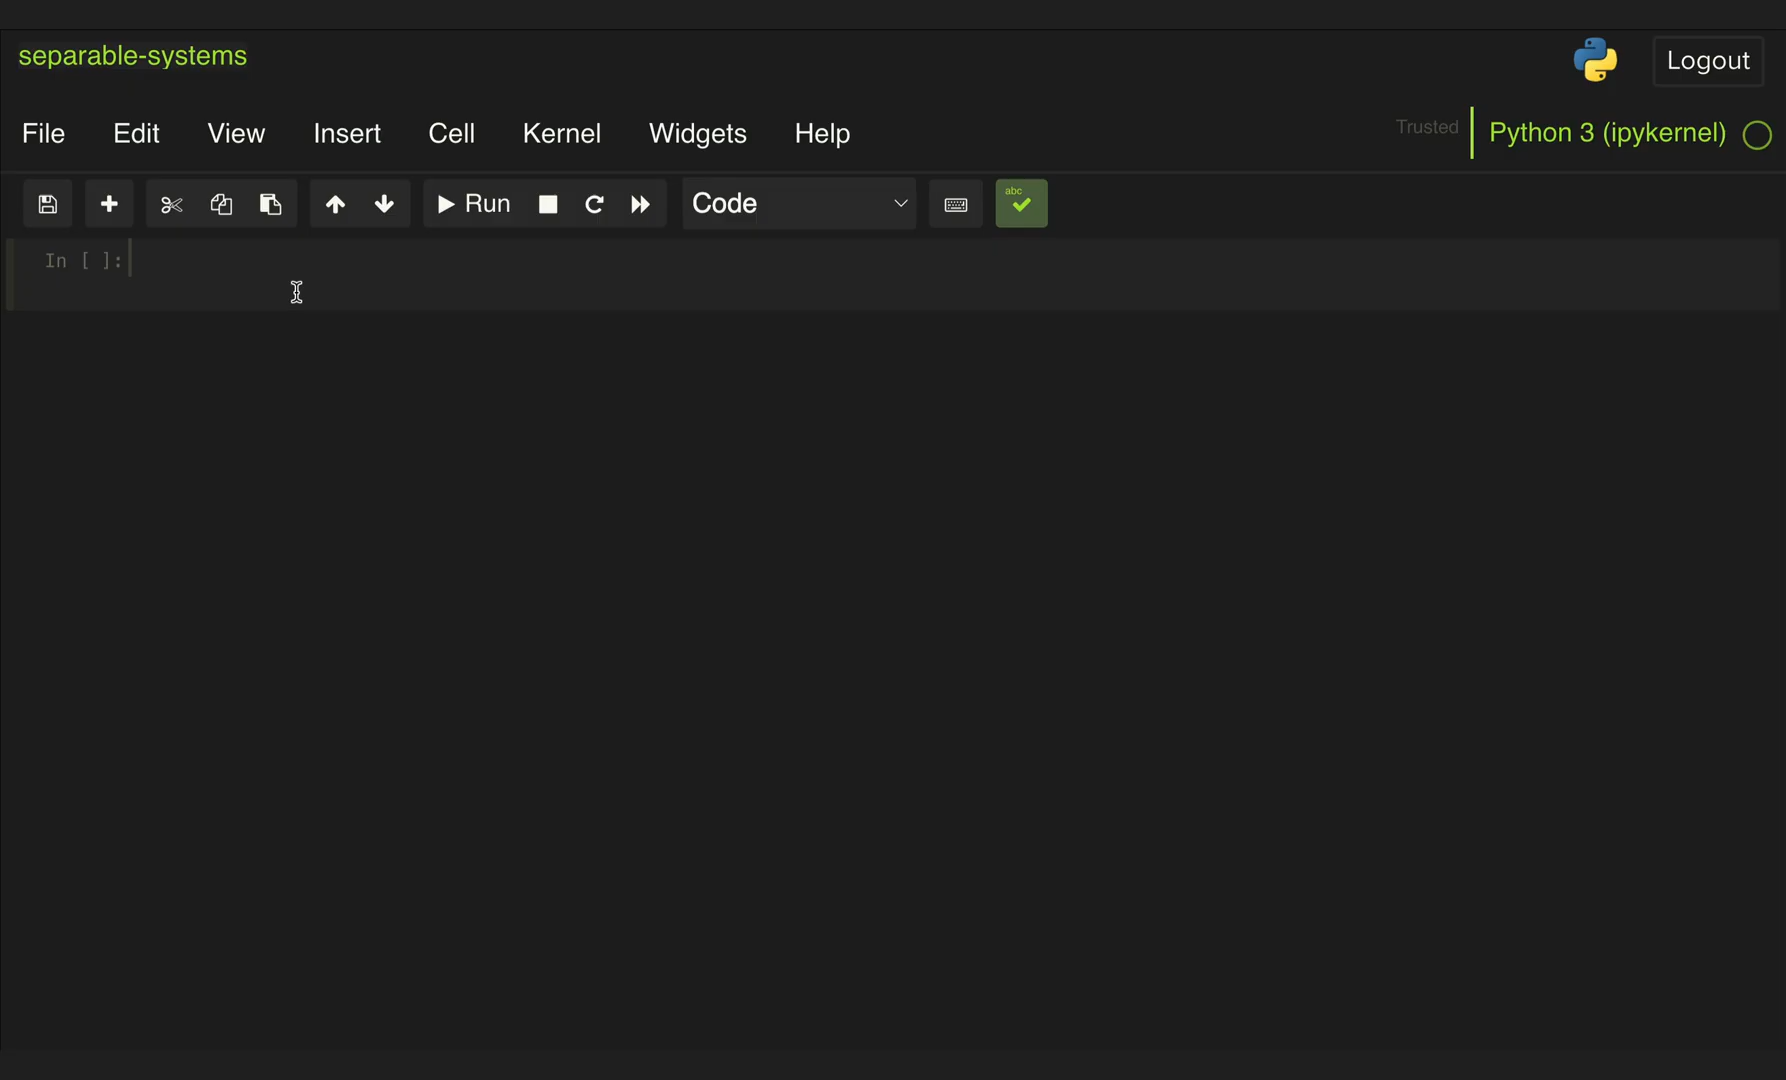 separable-systems
Logout
File Edit View Insert Cell Kernel Widgets Help
Trusted
Python 3 (ipykernel)
Run
Code
abc
In [ ]: